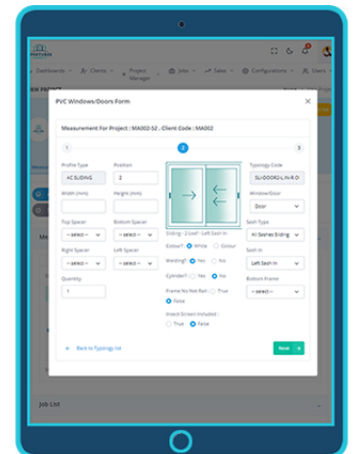 Dashboards
Clients
Project Manager
Jobs
Sales
Configurations
Users
PVC Windows/Doors Form
Measurement For Project : MA002-52 , Client Code : MA002
1
2
3
Profile Type
Position
Typology Code
AC SLIDING
2
SLI-DOOR2-L.IN-R.O
Width (mm)
Height (mm)
Window/Door
Door
Top Spacer
Bottom Spacer
Sliding - 2 Leaf - Left Sash In
Sash Type
-- select --
-- select --
Colour?: White Colour
All Sashes Sliding
Right Spacer
Left Spacer
Welding?: Yes No
Sash In
-- select --
-- select --
Cylinder?: Yes No
Left Sash In
Quantity
Frame No Net Rail : True
False
Bottom Frame
1
-- select --
Insect Screen Included :
True False
Back to Typology list
Next
Job List